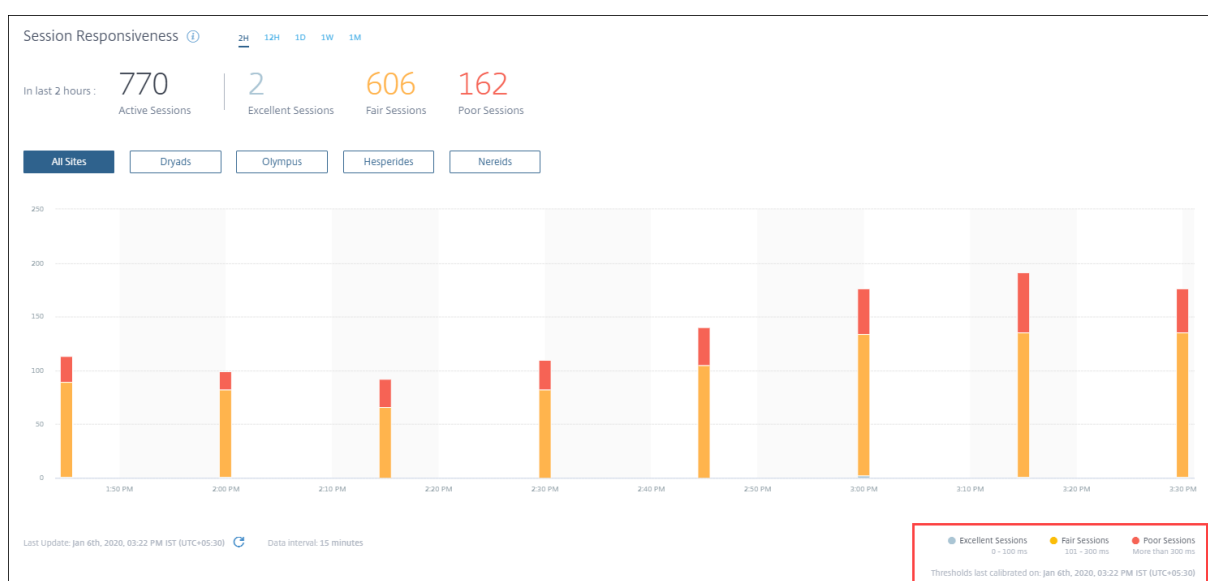 Session Responsiveness i 2H 12H 1D 1W 1M
In last 2 hours : 770 2 606 162
Active Sessions Excellent Sessions Fair Sessions Poor Sessions
All Sites Dryads Olympus Hesperides Nereids
250
200
150
100
50
0
1:50 PM 2:00 PM 2:10 PM 2:20 PM 2:30 PM 2:40 PM 2:50 PM 3:00 PM 3:10 PM 3:20 PM 3:30 PM
Last Update: Jan 6th, 2020, 03:22 PM IST (UTC+05:30) Data interval: 15 minutes
Excellent Sessions Fair Sessions Poor Sessions
0 - 100 ms 101 - 300 ms More than 300 ms
Thresholds last calibrated on: Jan 6th, 2020, 03:22 PM IST (UTC+05:30)